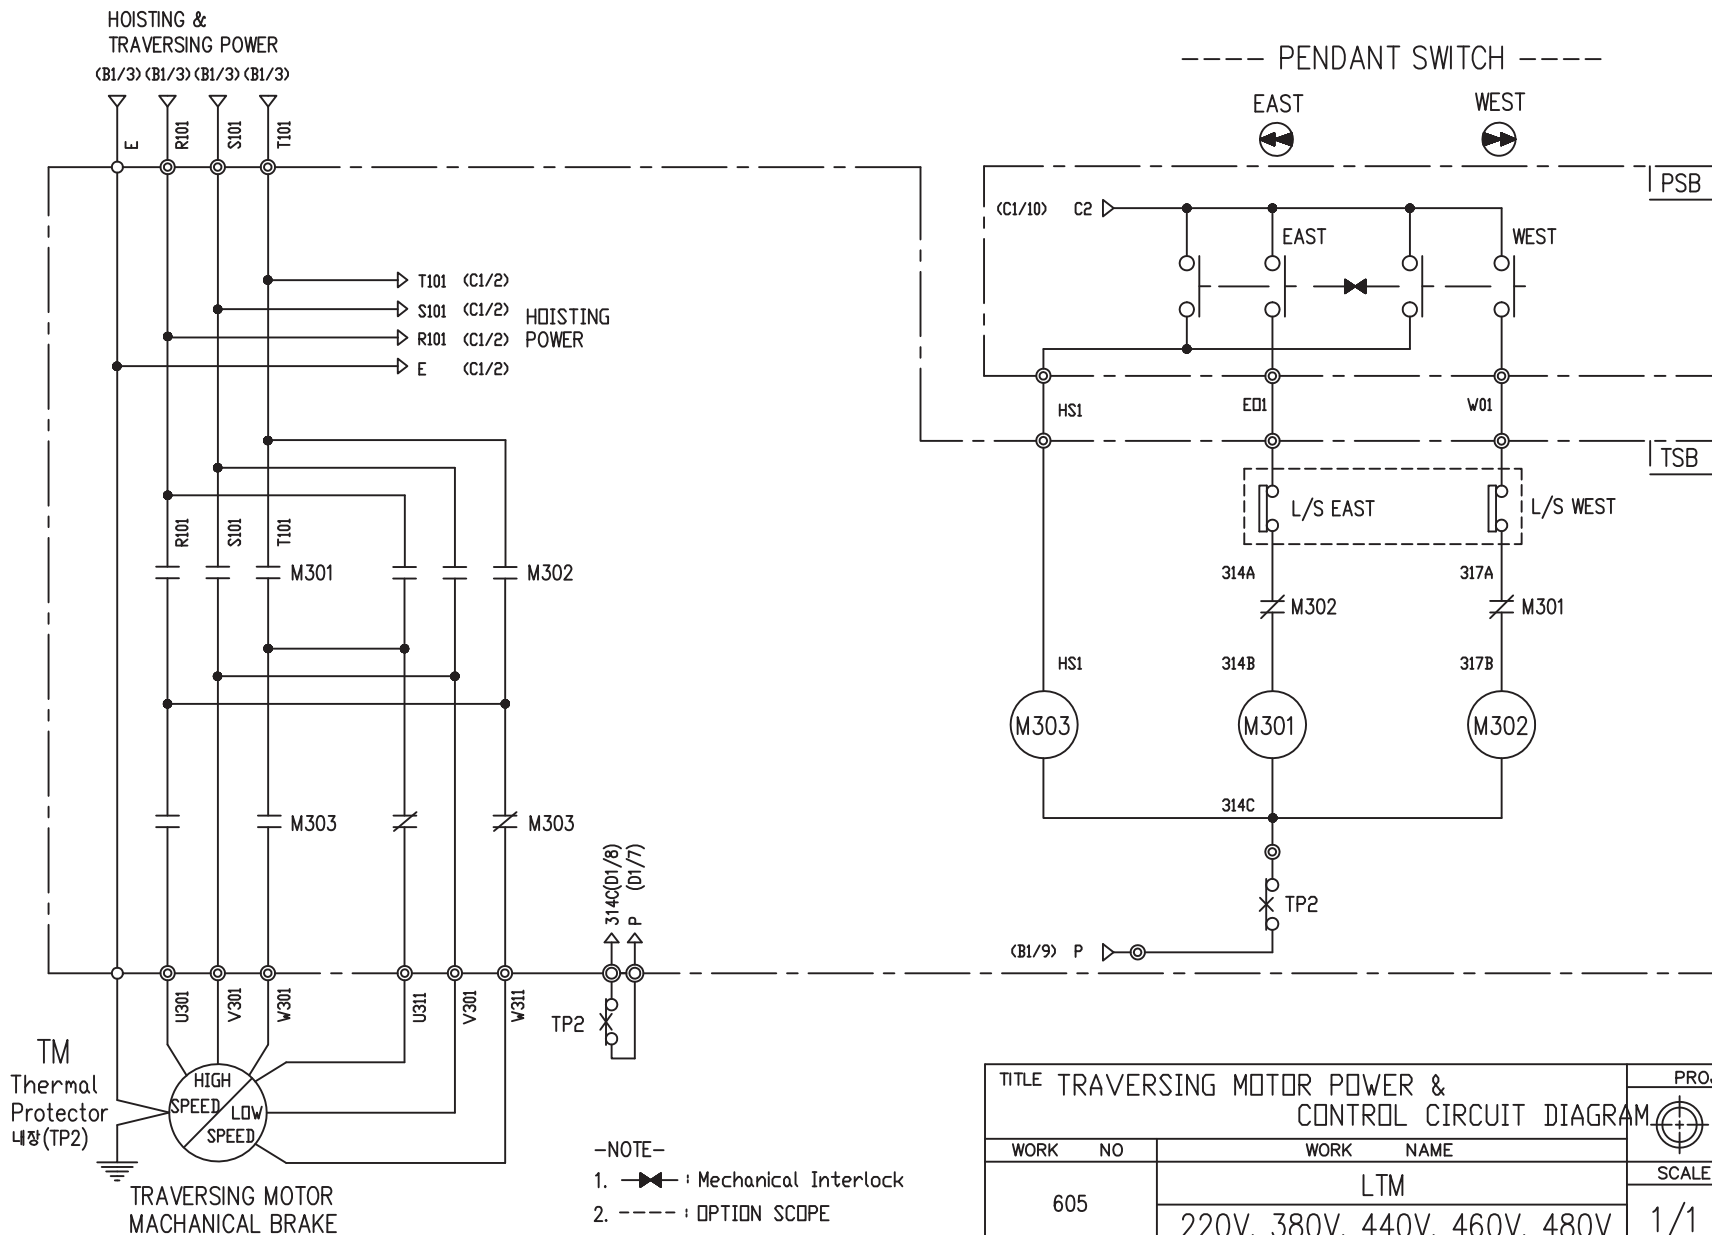 HOISTING &
TRAVERSING POWER
(B1/3) (B1/3) (B1/3) (B1/3)
E
R101
S101
T101
T101 (C1/2)
S101 (C1/2)
R101 (C1/2)
E (C1/2)
HOISTING
POWER
R101
S101
T101
M301
M302
M303
M303
314C(D1/8)
P (D1/7)
U301
V301
W301
U311
V301
W311
TP2
TM
Thermal
Protector
내장(TP2)
HIGH
SPEED
LOW
SPEED
TRAVERSING MOTOR
MACHANICAL BRAKE
-NOTE-
1. : Mechanical Interlock
2. ---- : OPTION SCOPE
---- PENDANT SWITCH ----
EAST
WEST
PSB
(C1/10) C2
EAST
WEST
HS1
E01
W01
TSB
L/S EAST
L/S WEST
314A
317A
M302
M301
HS1
314B
317B
M303
M301
M302
314C
TP2
(B1/9) P
TITLE TRAVERSING MOTOR POWER &
CONTROL CIRCUIT DIAGRAM
WORK NO
WORK NAME
605
LTM
220V, 380V, 440V, 460V, 480V
SCALE
1/1